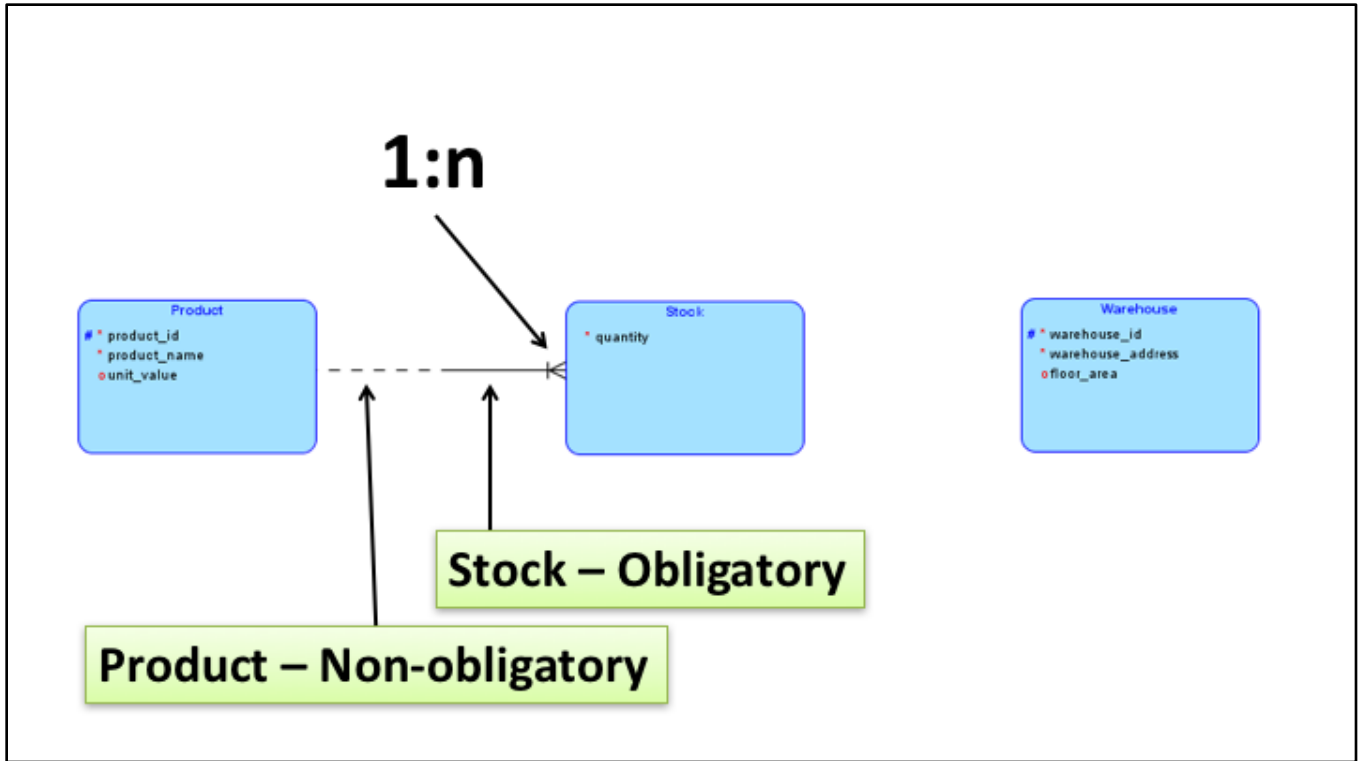 1:n
Product
# * product_id
* product_name
o unit_value
Stock
* quantity
Warehouse
# * warehouse_id
* warehouse_address
o floor_area
Stock – Obligatory
Product – Non-obligatory